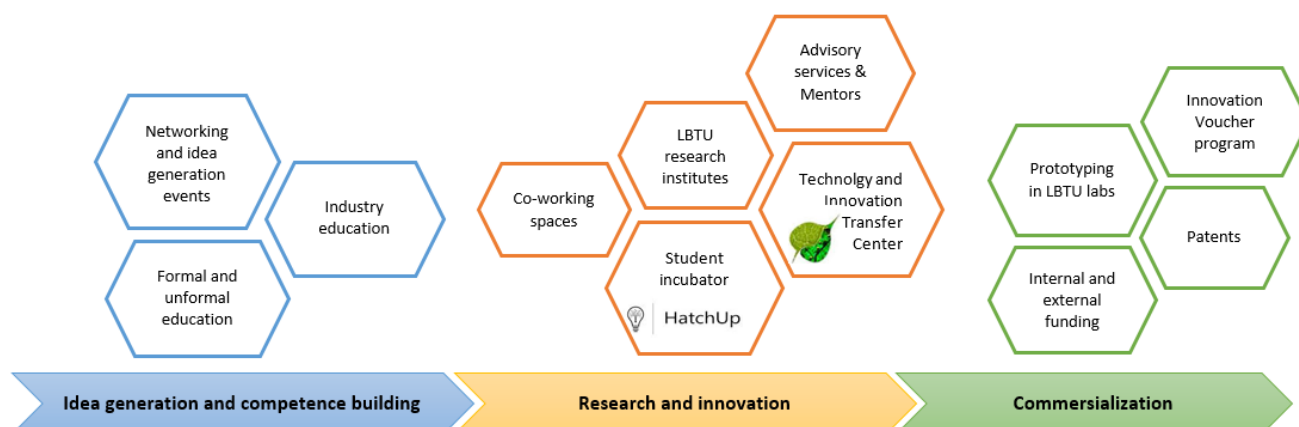 Networking
and idea
generation
events
Industry
education
Formal and
unformal
education
Co-working
spaces
LBTU
research
institutes
Advisory
services &
Mentors
Technolgy and
Innovation
Transfer
Center
Student
incubator
HatchUp
Prototyping
in LBTU labs
Innovation
Voucher
program
Patents
Internal and
external
funding
Idea generation and competence building
Research and innovation
Commersialization